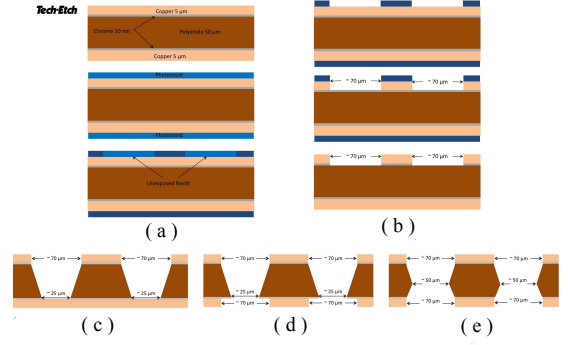 Tech-Etch
Copper 5 µm
Chrome 10 nm
Polyimide 50 µm
Copper 5 µm
Photoresist
Photoresist
Unexposed Resist
( a )
~ 70 µm
~ 70 µm
~ 70 µm
~ 70 µm
( b )
~ 70 µm
~ 70 µm
~ 25 µm
~ 25 µm
( c )
~ 70 µm
~ 70 µm
~ 25 µm
~ 25 µm
~ 70 µm
~ 70 µm
( d )
~ 70 µm
~ 70 µm
~ 50 µm
~ 50 µm
~ 70 µm
~ 70 µm
( e )